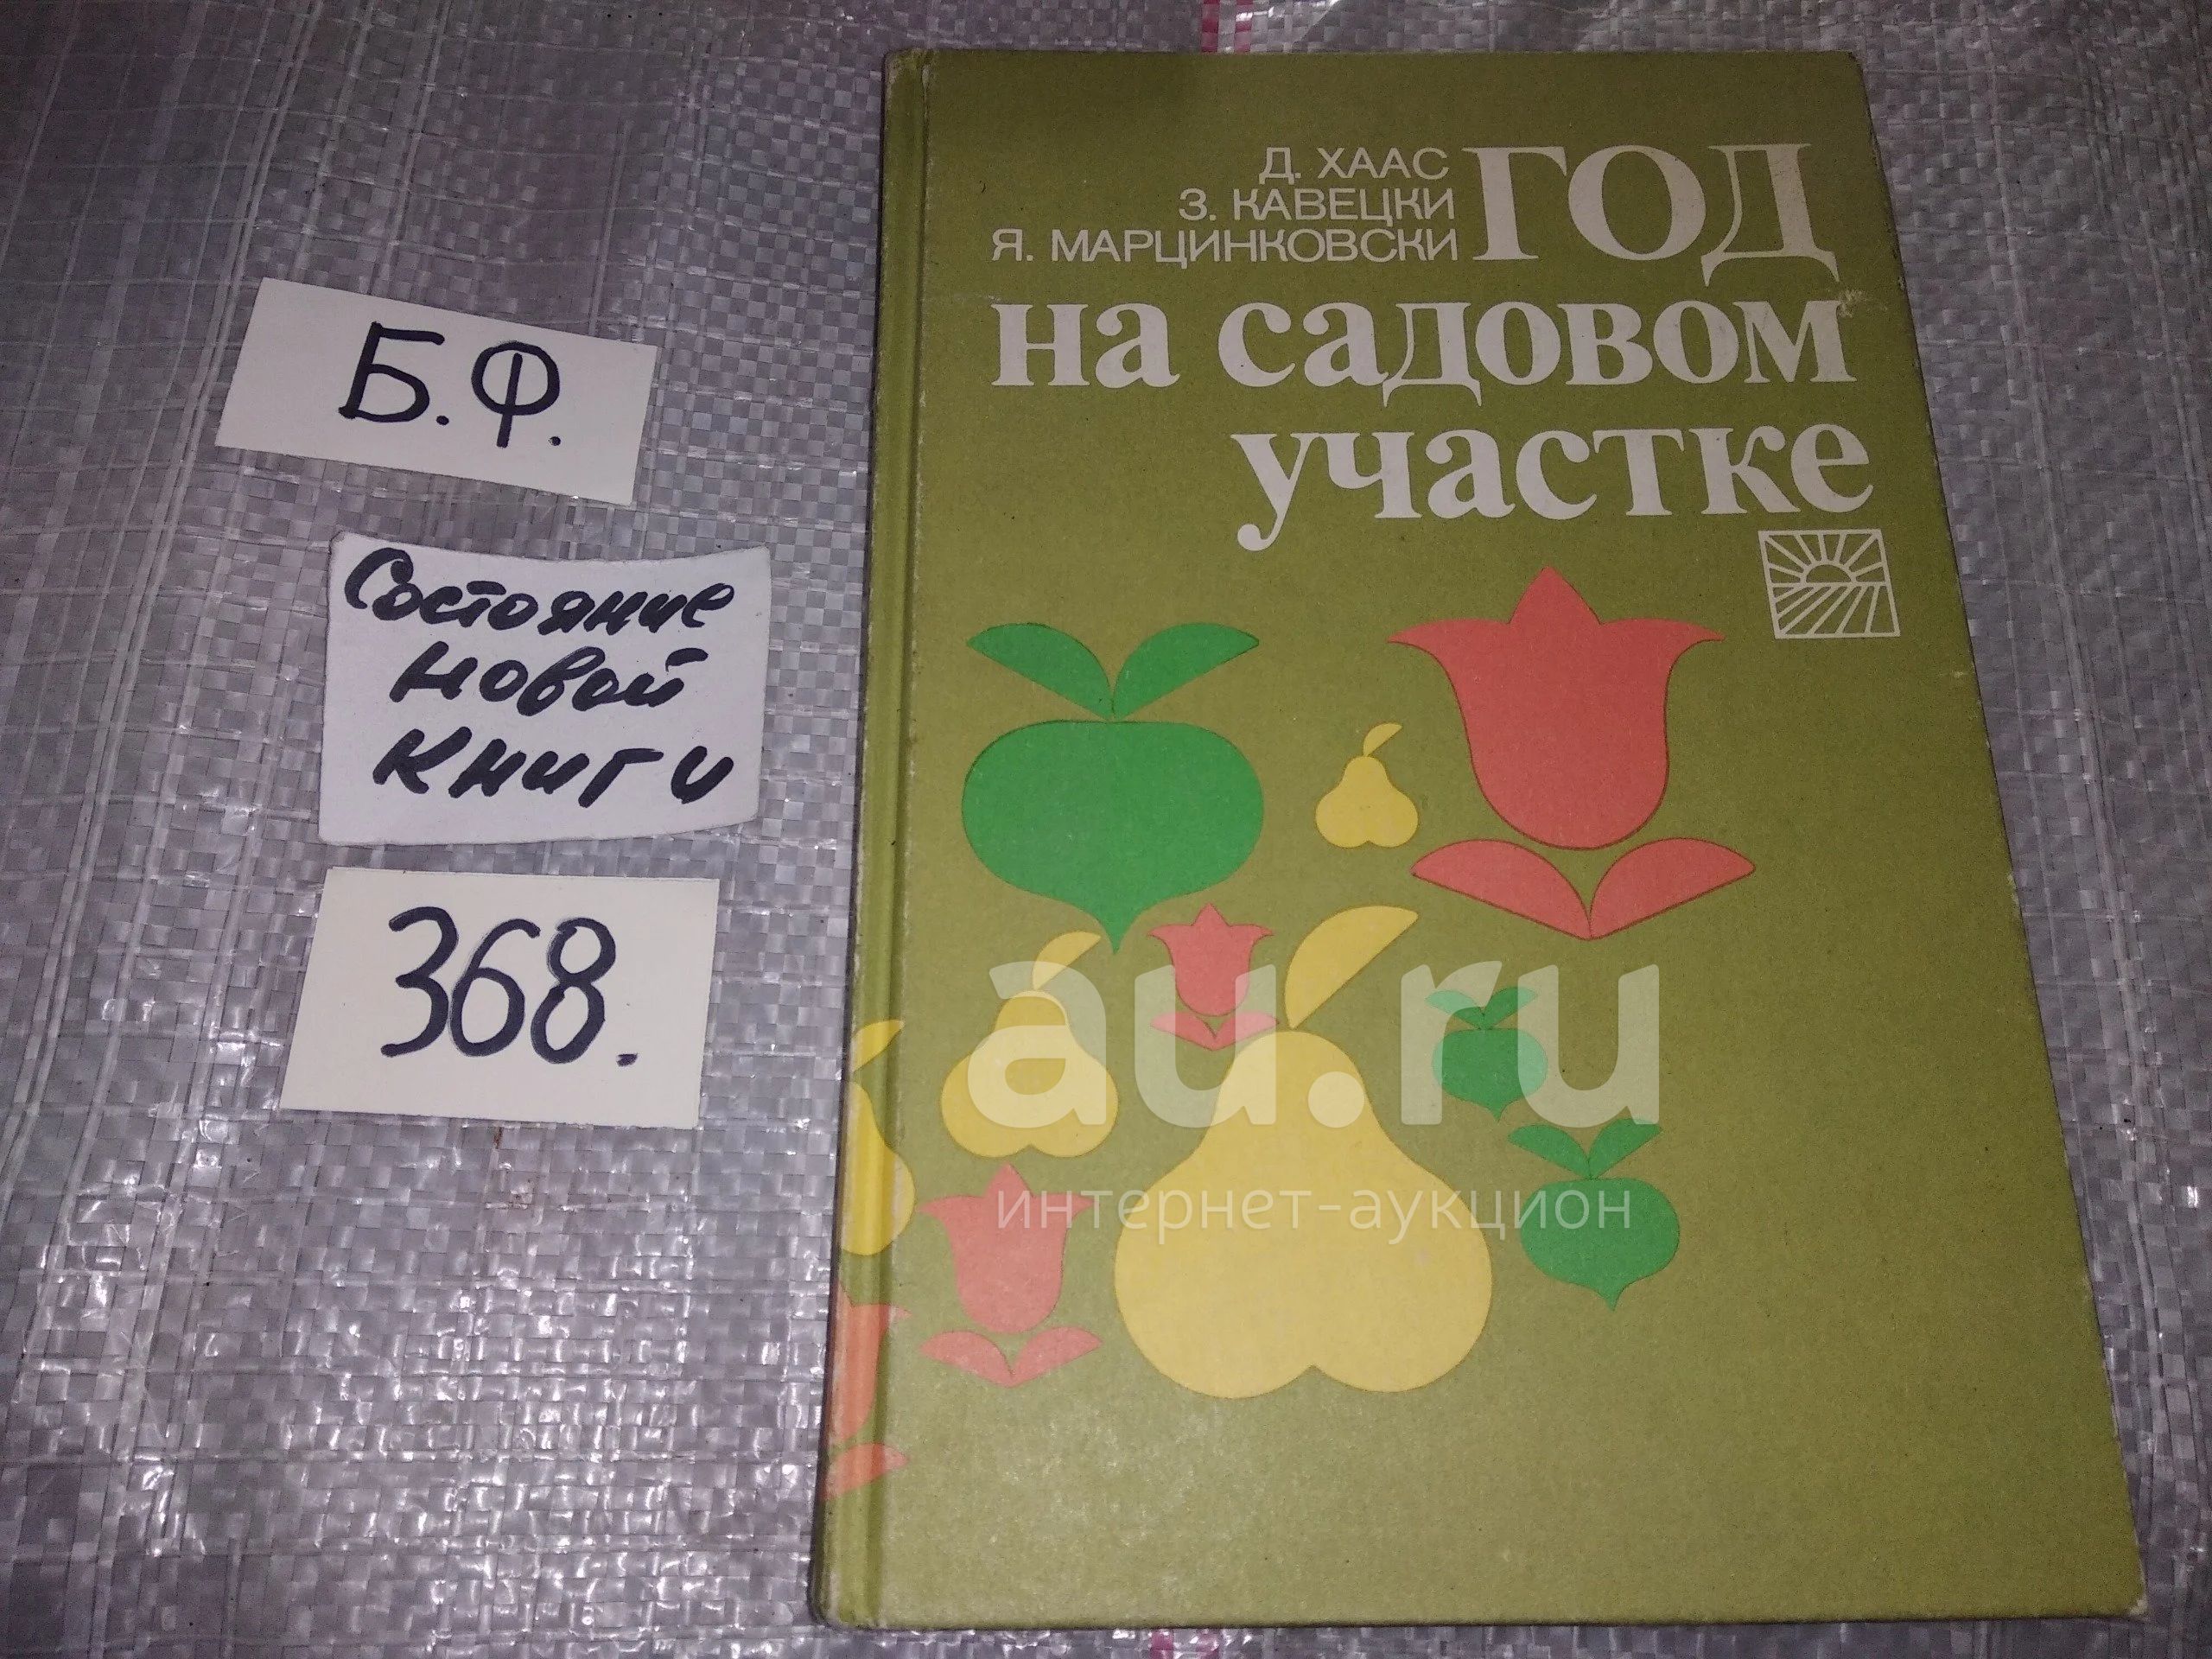 Б.Ф.
Состояние
новой
книги
368.
Д. ХААС
З. КАВЕЦКИ
Я. МАРЦИНКОВСКИ
ГОД
на садовом
участке
au.ru
интернет-аукцион